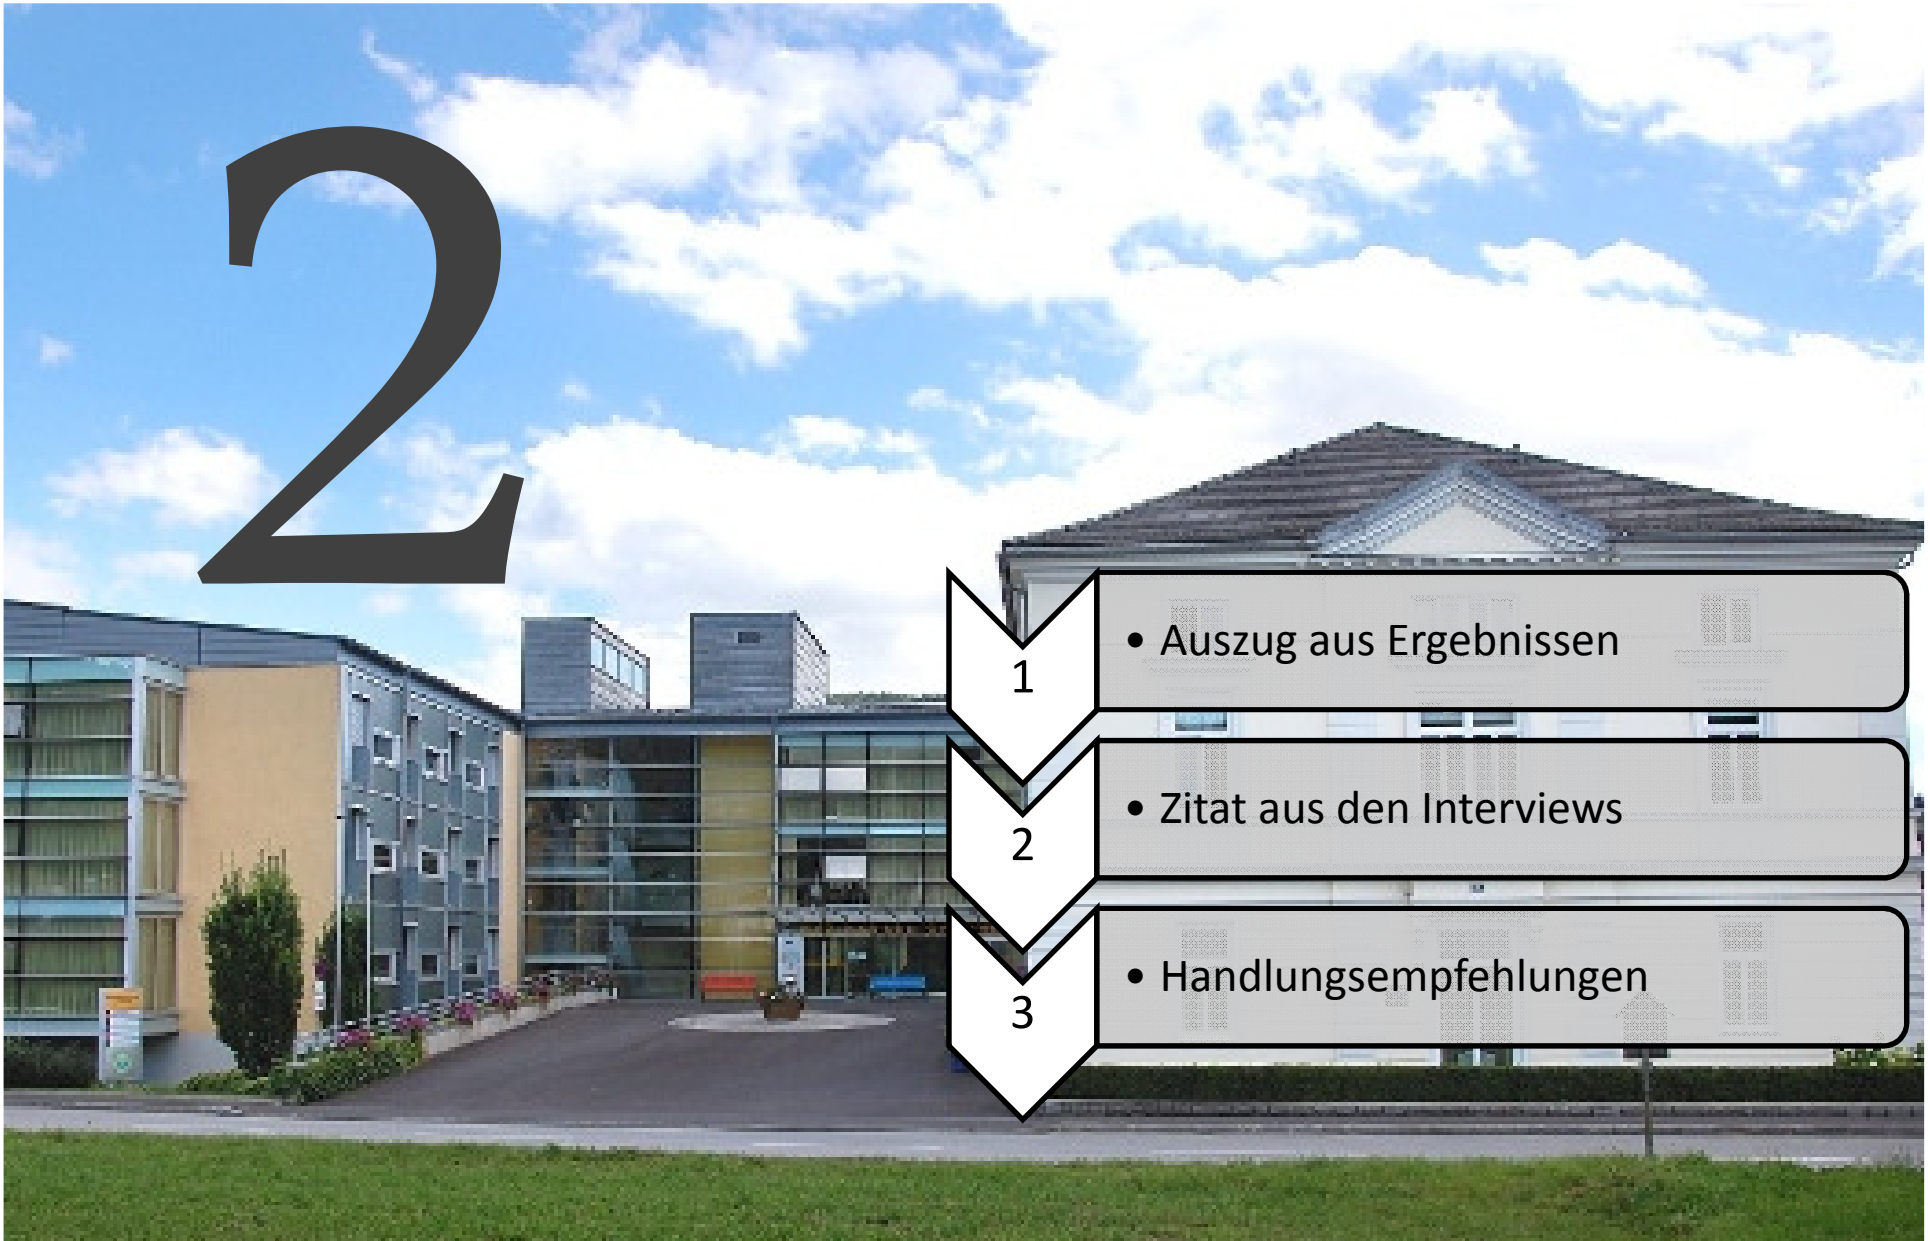 2
1
• Auszug aus Ergebnissen
2
• Zitat aus den Interviews
3
• Handlungsempfehlungen